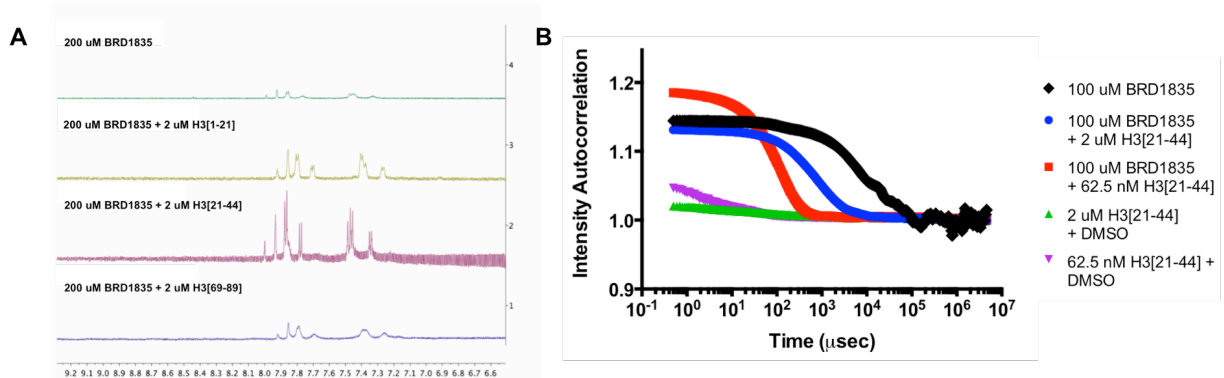 A
200 uM BRD1835
200 uM BRD1835 + 2 uM H3[1-21]
200 uM BRD1835 + 2 uM H3[21-44]
200 uM BRD1835 + 2 uM H3[69-89]
4
3
2
1
9.2 9.1 9.0 8.9 8.8 8.7 8.6 8.5 8.4 8.3 8.2 8.1 8.0 7.9 7.8 7.7 7.6 7.5 7.4 7.3 7.2 7.1 7.0 6.9 6.8 6.7 6.6
B
Intensity Autocorrelation
1.2
1.1
1.0
0.9
10-1 100 101 102 103 104 105 106 107
Time (μsec)
100 uM BRD1835
100 uM BRD1835
+ 2 uM H3[21-44]
100 uM BRD1835
+ 62.5 nM H3[21-44]
2 uM H3[21-44]
+ DMSO
62.5 nM H3[21-44] +
DMSO